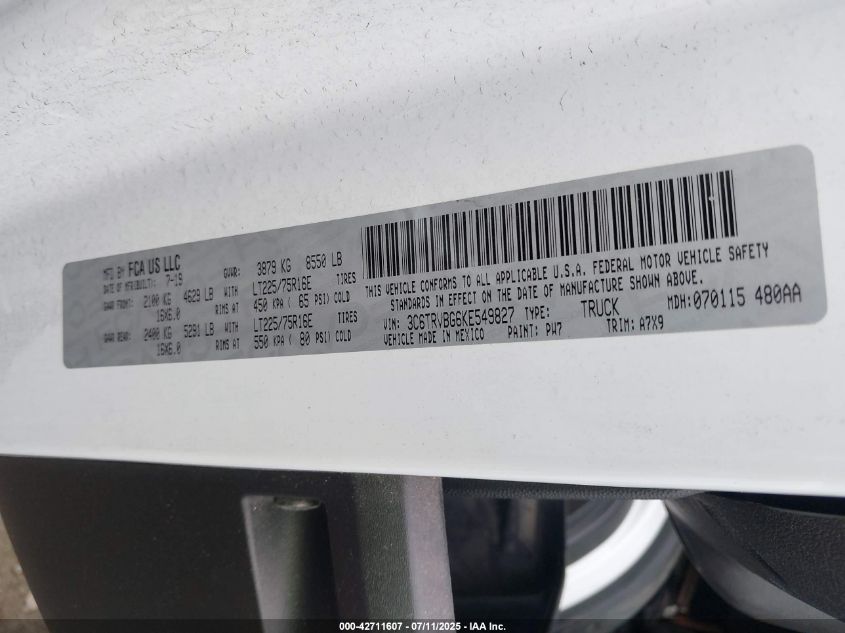 MFD BY FCA US LLC
DATE OF MFR(BUILT): 7-19 GVWR: 3879 KG 8550 LB
GAWR FRONT: 2100 KG 4629 LB WITH LT225/75R16E TIRES
16X6.0 RIMS AT 450 KPA ( 65 PSI) COLD
GAWR REAR: 2400 KG 5291 LB WITH LT225/75R16E TIRES
16X6.0 RIMS AT 550 KPA ( 80 PSI) COLD
THIS VEHICLE CONFORMS TO ALL APPLICABLE U.S.A. FEDERAL MOTOR VEHICLE SAFETY
STANDARDS IN EFFECT ON THE DATE OF MANUFACTURE SHOWN ABOVE.
VIN: 3C6TRVBG6KE549827 TYPE: TRUCK MDH:070115 480AA
VEHICLE MADE IN MEXICO PAINT: PW7 TRIM: A7X9
000-42711607 - 07/11/2025 - IAA Inc.